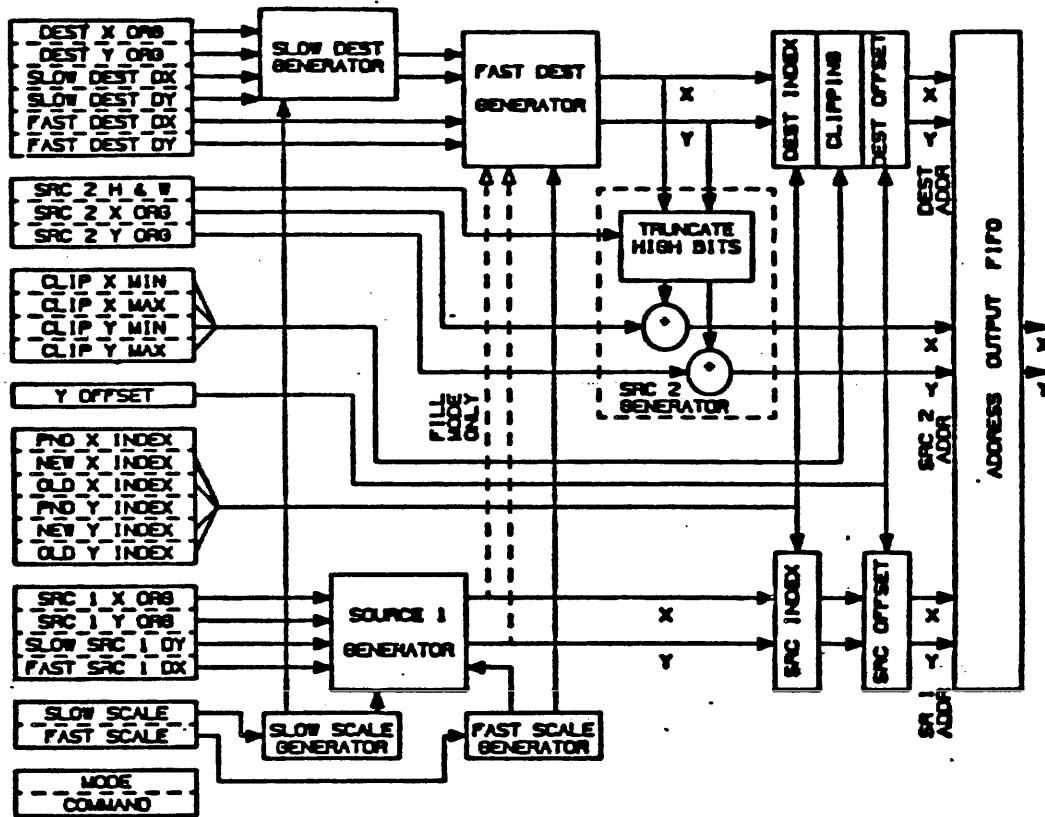 DEST X ORG
DEST Y ORG
SLOW DEST DX
SLOW DEST DY
FAST DEST DX
FAST DEST DY
SLOW DEST
GENERATOR
FAST DEST
GENERATOR
X
Y
DEST INDEX
CLIPPING
DEST OFFSET
X
Y
DEST
ADDR
SRC 2 H & W
SRC 2 X ORG
SRC 2 Y ORG
TRUNCATE
HIGH BITS
CLIP X MIN
CLIP X MAX
CLIP Y MIN
CLIP Y MAX
SRC 2
GENERATOR
X
Y
SRC 2
ADDR
ADDRESS OUTPUT FIFO
X
Y
Y OFFSET
FILL
MODE
ONLY
PND X INDEX
NEW X INDEX
OLD X INDEX
PND Y INDEX
NEW Y INDEX
OLD Y INDEX
SRC 1 X ORG
SRC 1 Y ORG
SLOW SRC 1 DY
FAST SRC 1 DX
SOURCE 1
GENERATOR
X
Y
SRC INDEX
SRC OFFSET
X
Y
SR 1
ADDR
SLOW SCALE
FAST SCALE
SLOW SCALE
GENERATOR
FAST SCALE
GENERATOR
MODE
COMMAND